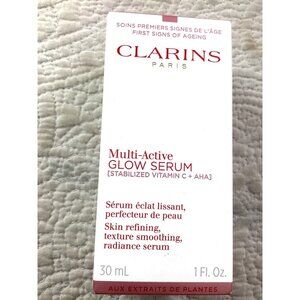 SOINS PREMIERS SIGNES DE L'ÂGE
FIRST SIGNS OF AGEING
CLARINS
PARIS
Multi-Active
GLOW SERUM
[STABILIZED VITAMIN C + AHA]
Sérum éclat lissant,
perfecteur de peau
Skin refining,
texture smoothing,
radiance serum
30 mL 1 Fl. Oz.
AUX EXTRAITS DE PLANTES